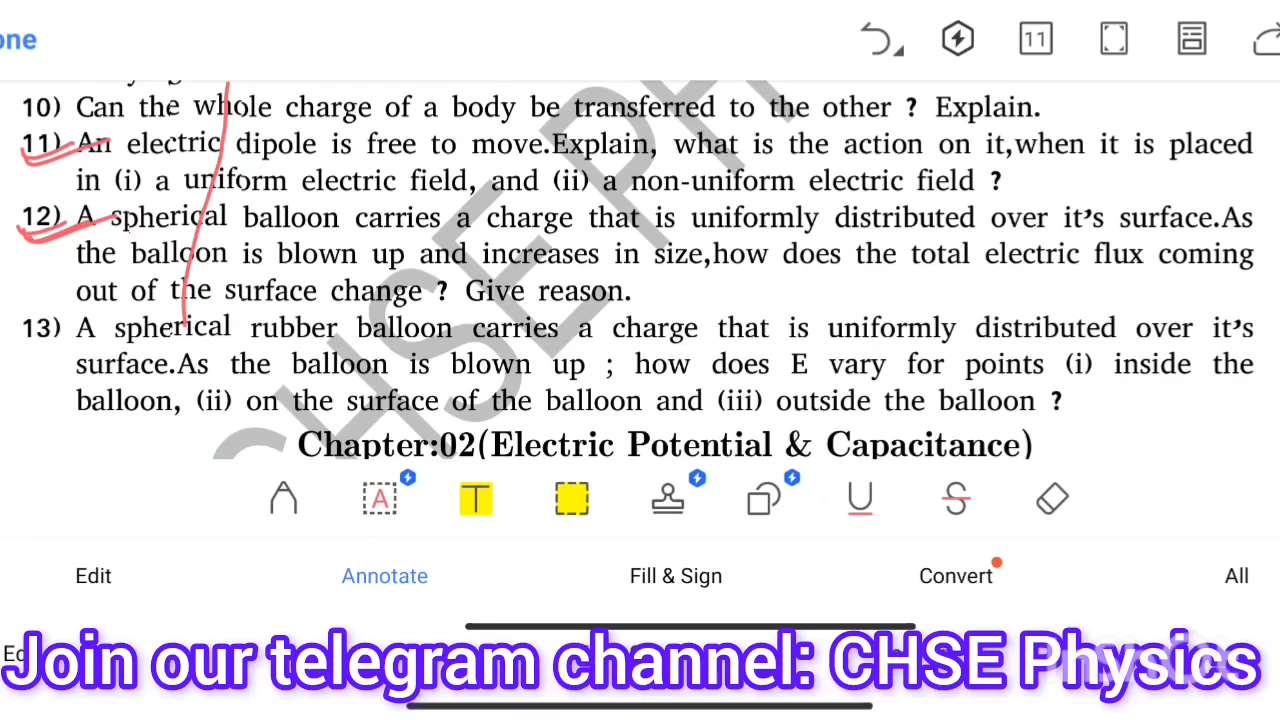 one
11
10) Can the whole charge of a body be transferred to the other ? Explain.
11) An electric dipole is free to move.Explain, what is the action on it,when it is placed
in (i) a uniform electric field, and (ii) a non-uniform electric field ?
12) A spherical balloon carries a charge that is uniformly distributed over it's surface.As
the balloon is blown up and increases in size,how does the total electric flux coming
out of the surface change ? Give reason.
13) A spherical rubber balloon carries a charge that is uniformly distributed over it's
surface.As the balloon is blown up ; how does E vary for points (i) inside the
balloon, (ii) on the surface of the balloon and (iii) outside the balloon ?
CHSE PH
Chapter:02(Electric Potential & Capacitance)
A T U S
Edit Annotate Fill & Sign Convert All
Join our telegram channel: CHSE Physics